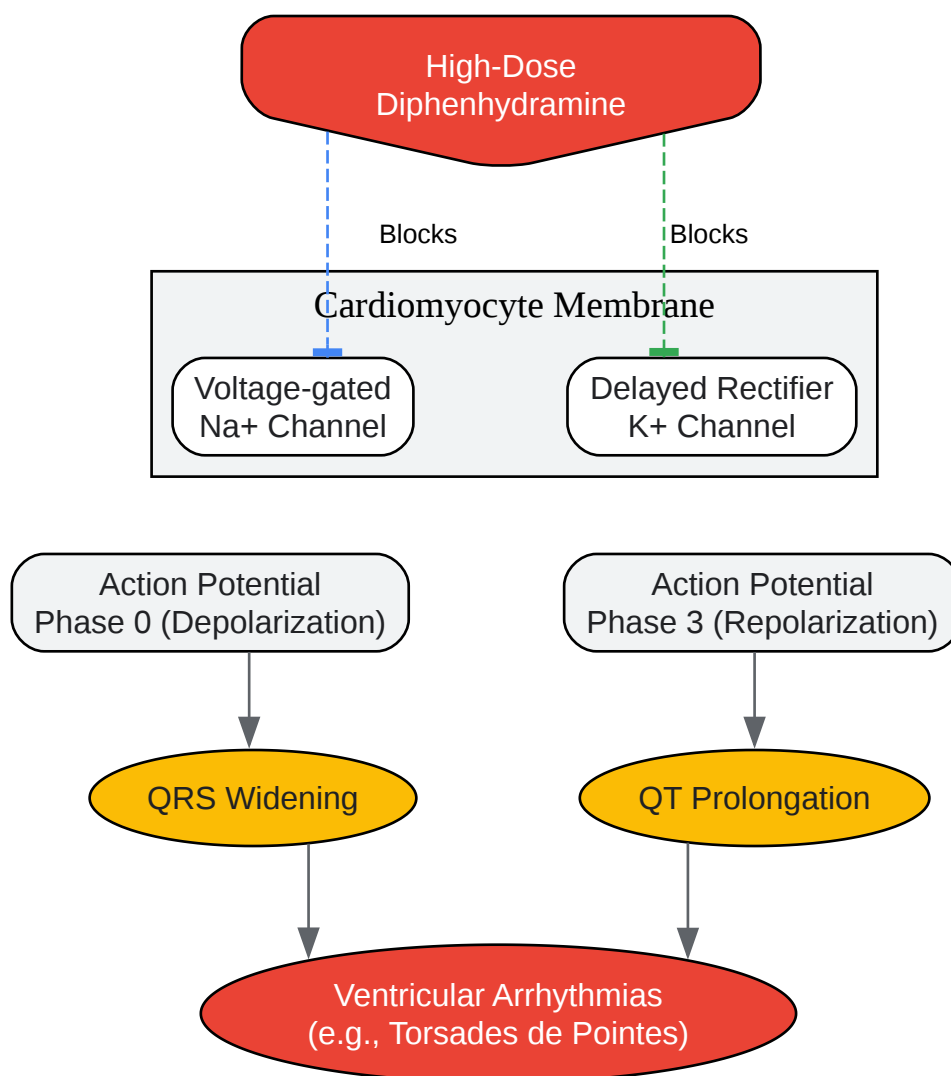 High-Dose
Diphenhydramine
Blocks
Blocks
Cardiomyocyte Membrane
Voltage-gated
Na+ Channel
Delayed Rectifier
K+ Channel
Action Potential
Phase 0 (Depolarization)
Action Potential
Phase 3 (Repolarization)
QRS Widening
QT Prolongation
Ventricular Arrhythmias
(e.g., Torsades de Pointes)